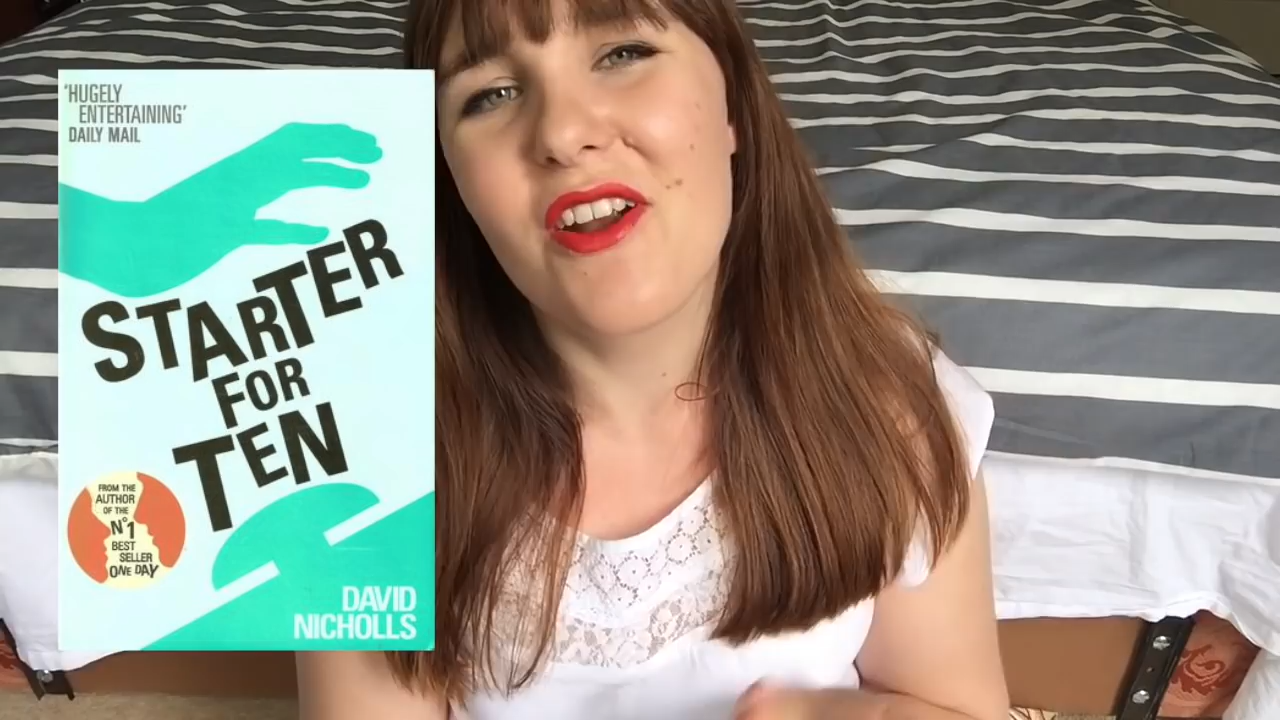 'HUGELY
ENTERTAINING'
DAILY MAIL
STARTER
FOR
TEN
FROM THE
AUTHOR
OF THE
Nº1
BEST
SELLER
ONE DAY
DAVID
NICHOLLS